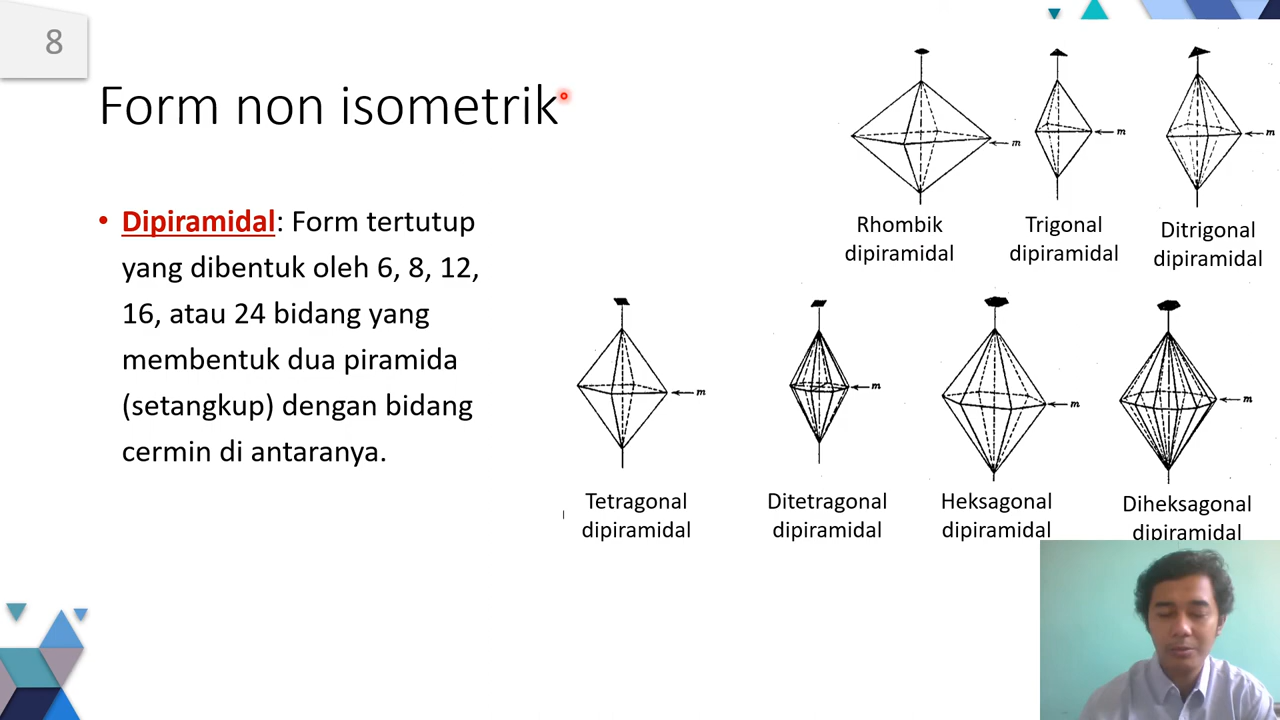 8
Form non isometrik
• Dipiramidal: Form tertutup
yang dibentuk oleh 6, 8, 12,
16, atau 24 bidang yang
membentuk dua piramida
(setangkup) dengan bidang
cermin di antaranya.
m
m
m
Rhombik
dipiramidal
Trigonal
dipiramidal
Ditrigonal
dipiramidal
m
m
m
m
Tetragonal
dipiramidal
Ditetragonal
dipiramidal
Heksagonal
dipiramidal
Diheksagonal
dipiramidal